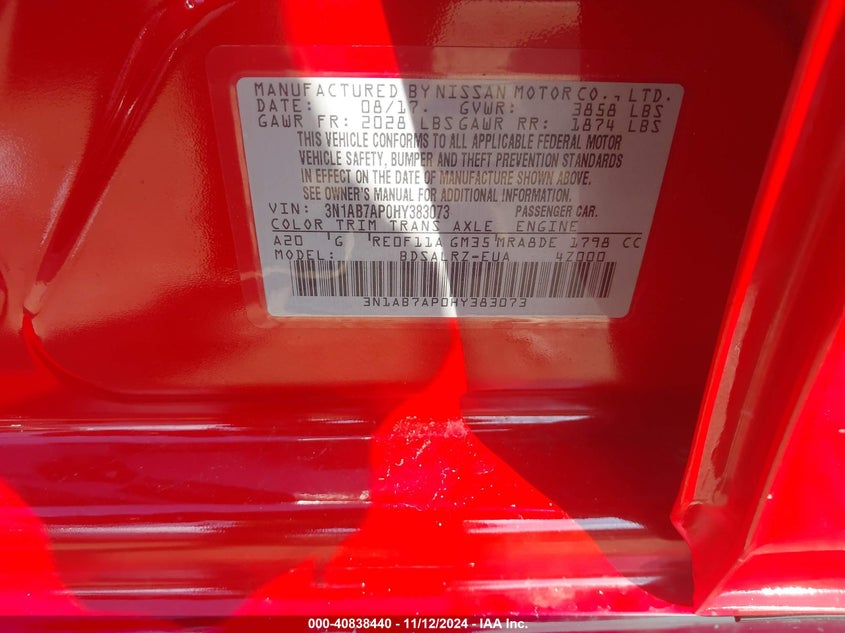 MANUFACTURED BY NISSAN MOTOR CO., LTD.
DATE: 08/17. GVWR: 3858 LBS
GAWR FR: 2028 LBS GAWR RR: 1874 LBS
THIS VEHICLE CONFORMS TO ALL APPLICABLE FEDERAL MOTOR
VEHICLE SAFETY, BUMPER AND THEFT PREVENTION STANDARDS
IN EFFECT ON THE DATE OF MANUFACTURE SHOWN ABOVE.
SEE OWNER'S MANUAL FOR ADDITIONAL INFORMATION.
VIN: 3N1AB7AP0HY383073 PASSENGER CAR.
COLOR TRIM TRANS AXLE ENGINE
A20 G RE0F11A GM35 MRA8DE 1798 CC
MODEL: BDSALRZ-EUA 4Z000
3N1AB7AP0HY383073
000-40838440 - 11/12/2024 - IAA Inc.